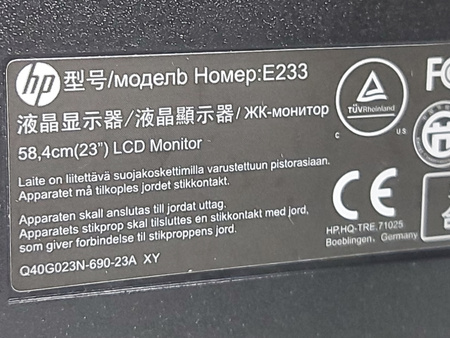 hp 型号/моделb Номер:E233
液晶显示器/液晶顯示器/ ЖК-монитор
58,4cm(23") LCD Monitor
Laite on liitettävä suojakoskettimilla varustettuun pistorasiaan.
Apparatet må tilkoples jordet stikkontakt.
Apparaten skall anslutas till jordat uttag.
Apparatets stikprop skal tilsluttes en stikkontakt med jord,
som giver forbindelse til stikproppens jord.
Q40G023N-690-23A XY
TÜVRheinland
C US
FC
CE
HP,HQ-TRE,71025
Boeblingen, Germany